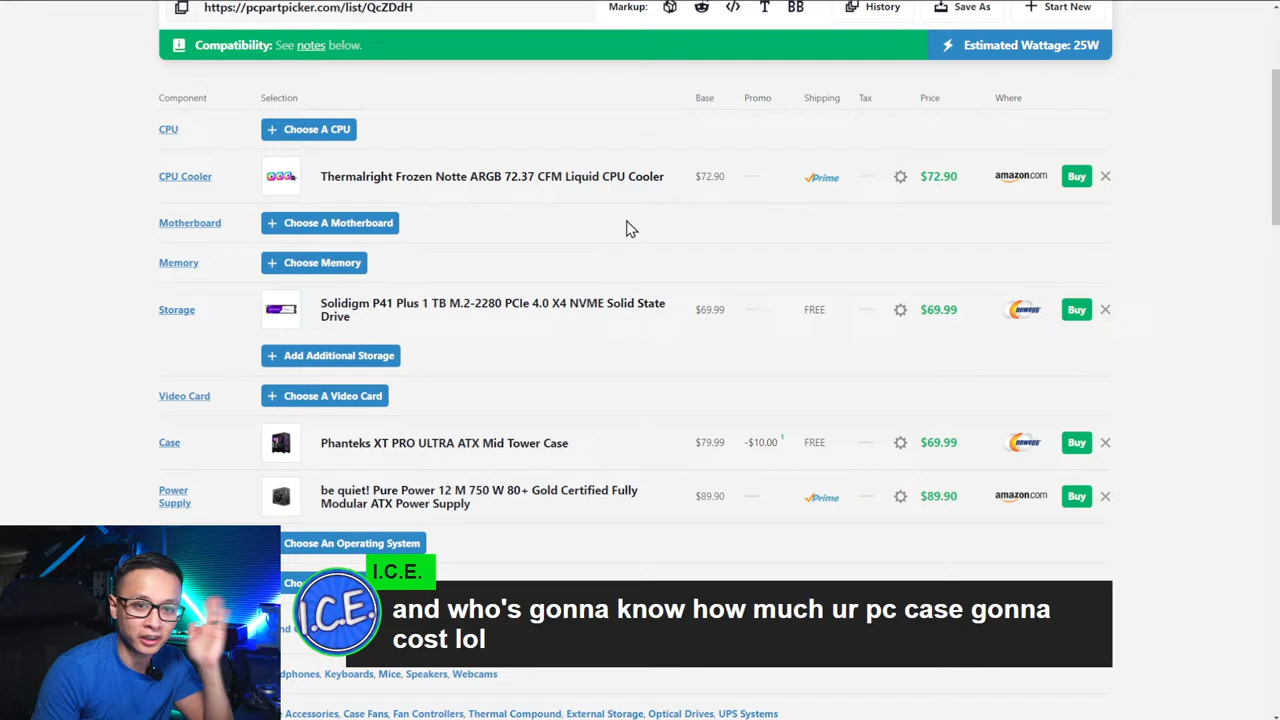 https://pcpartpicker.com/list/QcZDdH
Markup:
BB
History
Save As
Start New
Compatibility: See notes below.
Estimated Wattage: 25W
Component Selection Base Promo Shipping Tax Price Where
CPU + Choose A CPU
CPU Cooler Thermalright Frozen Notte ARGB 72.37 CFM Liquid CPU Cooler $72.90 Prime $72.90 amazon.com Buy
Motherboard + Choose A Motherboard
Memory + Choose Memory
Storage Solidigm P41 Plus 1 TB M.2-2280 PCIe 4.0 X4 NVME Solid State
Drive $69.99 FREE $69.99 newegg Buy
+ Add Additional Storage
Video Card + Choose A Video Card
Case Phanteks XT PRO ULTRA ATX Mid Tower Case $79.99 -$10.00 1 FREE $69.99 newegg Buy
Power
Supply
be quiet! Pure Power 12 M 750 W 80+ Gold Certified Fully
Modular ATX Power Supply $89.90 Prime $89.90 amazon.com Buy
Choose An Operating System
I.C.E.
I.C.E.
and who's gonna know how much ur pc case gonna
cost lol
dphones, Keyboards, Mice, Speakers, Webcams
Accessories, Case Fans, Fan Controllers, Thermal Compound, External Storage, Optical Drives, UPS Systems